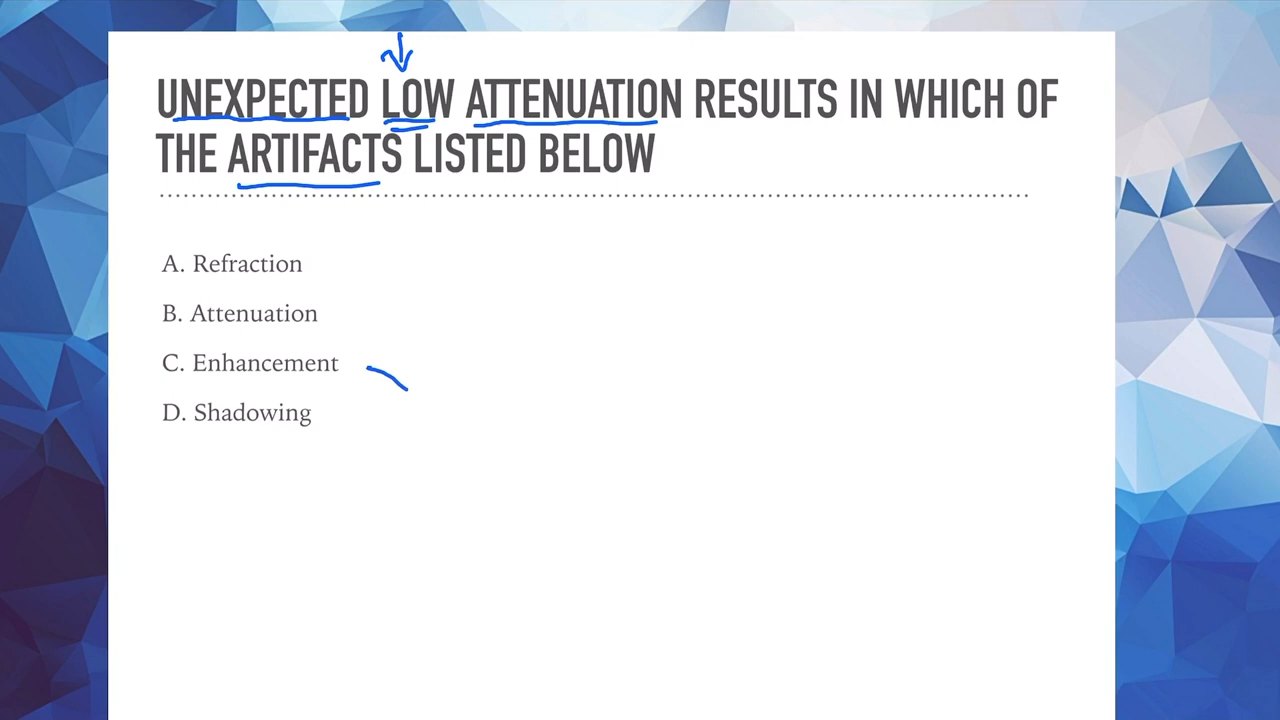 UNEXPECTED LOW ATTENUATION RESULTS IN WHICH OF
THE ARTIFACTS LISTED BELOW
A. Refraction
B. Attenuation
C. Enhancement
D. Shadowing